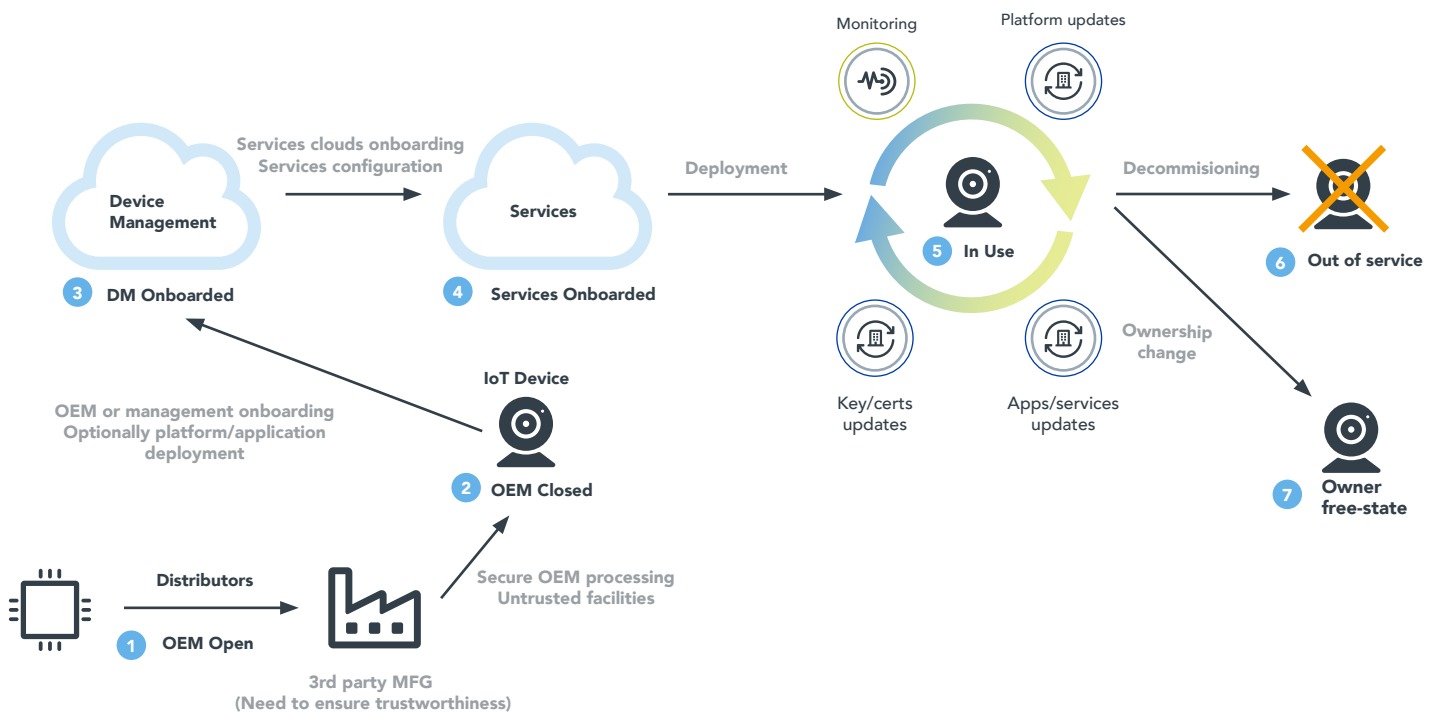 Monitoring
Platform updates
Services clouds onboarding
Services configuration
Deployment
Decommisioning
Device
Management
Services
5
In Use
6
Out of service
3
DM Onboarded
4
Services Onboarded
Ownership
change
IoT Device
OEM or management onboarding
Optionally platform/application
deployment
Key/certs
updates
Apps/services
updates
2
OEM Closed
7
Owner
free-state
Distributors
Secure OEM processing
Untrusted facilities
1
OEM Open
3rd party MFG
(Need to ensure trustworthiness)